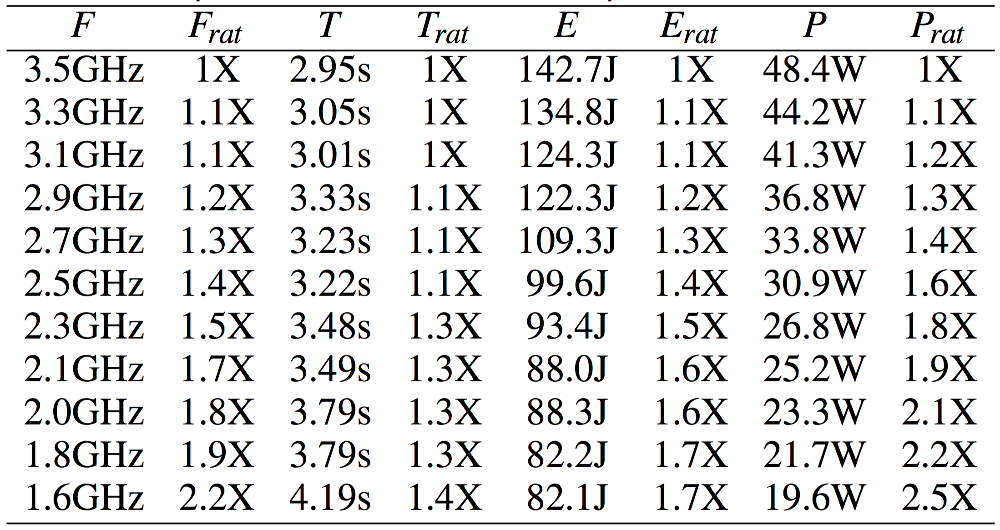 F F_rat T T_rat E E_rat P P_rat
3.5GHz 1X 2.95s 1X 142.7J 1X 48.4W 1X
3.3GHz 1.1X 3.05s 1X 134.8J 1.1X 44.2W 1.1X
3.1GHz 1.1X 3.01s 1X 124.3J 1.1X 41.3W 1.2X
2.9GHz 1.2X 3.33s 1.1X 122.3J 1.2X 36.8W 1.3X
2.7GHz 1.3X 3.23s 1.1X 109.3J 1.3X 33.8W 1.4X
2.5GHz 1.4X 3.22s 1.1X 99.6J 1.4X 30.9W 1.6X
2.3GHz 1.5X 3.48s 1.3X 93.4J 1.5X 26.8W 1.8X
2.1GHz 1.7X 3.49s 1.3X 88.0J 1.6X 25.2W 1.9X
2.0GHz 1.8X 3.79s 1.3X 88.3J 1.6X 23.3W 2.1X
1.8GHz 1.9X 3.79s 1.3X 82.2J 1.7X 21.7W 2.2X
1.6GHz 2.2X 4.19s 1.4X 82.1J 1.7X 19.6W 2.5X